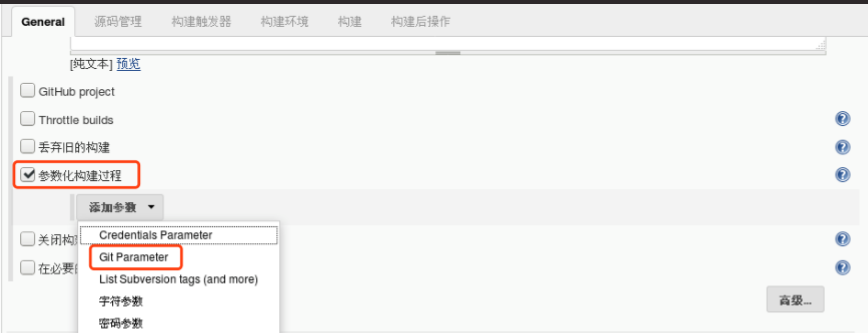 General 源码管理 构建触发器 构建环境 构建 构建后操作
[纯文本] 预览
GitHub project
Throttle builds
丢弃旧的构建
参数化构建过程
添加参数
Credentials Parameter
关闭构
Git Parameter
在必要
List Subversion tags (and more)
字符参数
高级...
密码参数